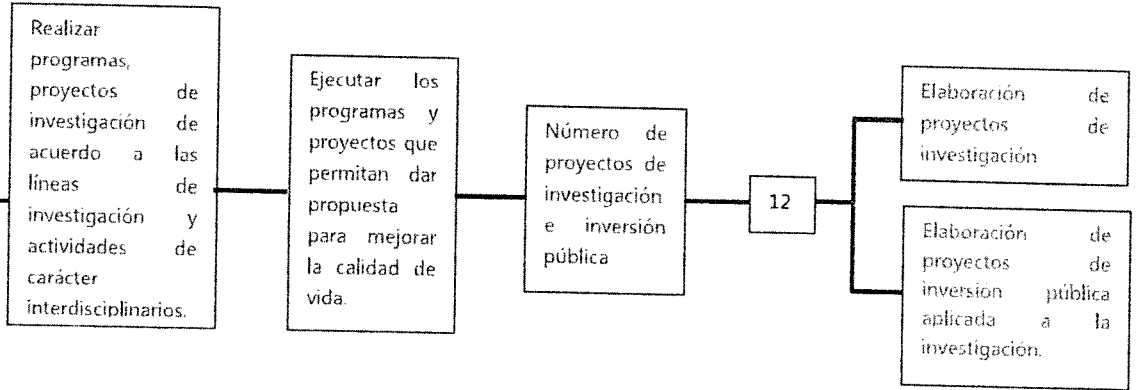 Realizar
programas,
proyectos de
investigación de
acuerdo a las
líneas de
investigación y
actividades de
carácter
interdisciplinarios.
Ejecutar los
programas y
proyectos que
permitan dar
propuesta
para mejorar
la calidad de
vida.
Número de
proyectos de
investigación
e inversión
pública
12
Elaboración de
proyectos de
investigación
Elaboración de
proyectos de
inversión pública
aplicada a la
investigación.